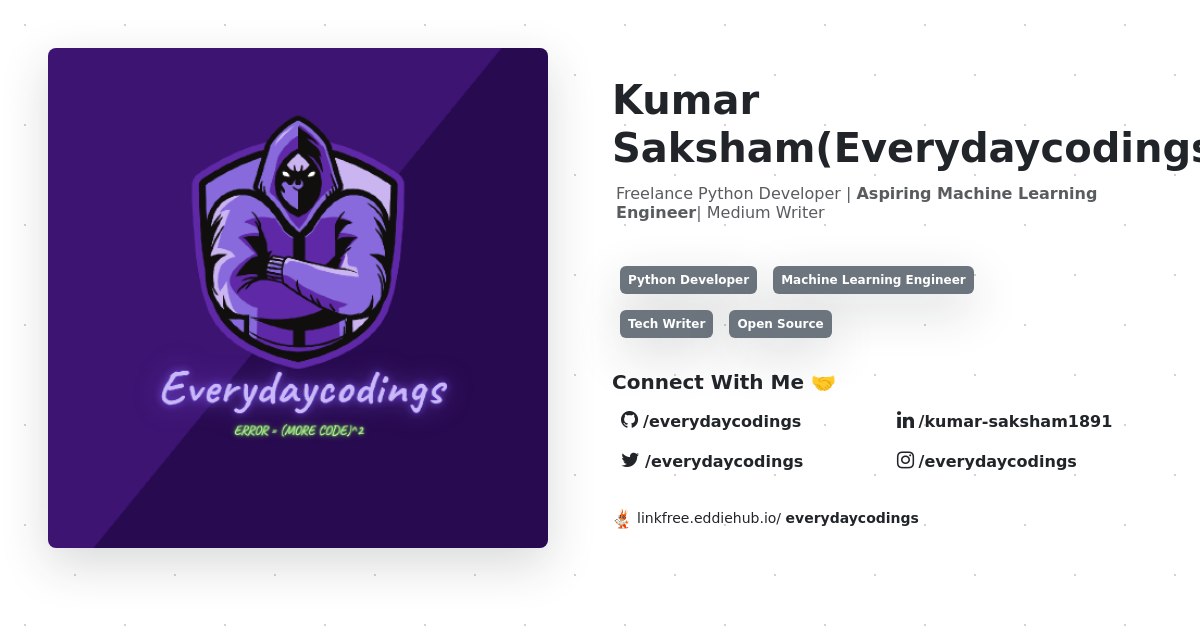 Everydaycodings
ERROR = (MORE CODE)^2
Kumar
Saksham(Everydaycodings
Freelance Python Developer | Aspiring Machine Learning
Engineer| Medium Writer
Python Developer Machine Learning Engineer
Tech Writer Open Source
Connect With Me 🤝
/everydaycodings /kumar-saksham1891
/everydaycodings /everydaycodings
linkfree.eddiehub.io/ everydaycodings